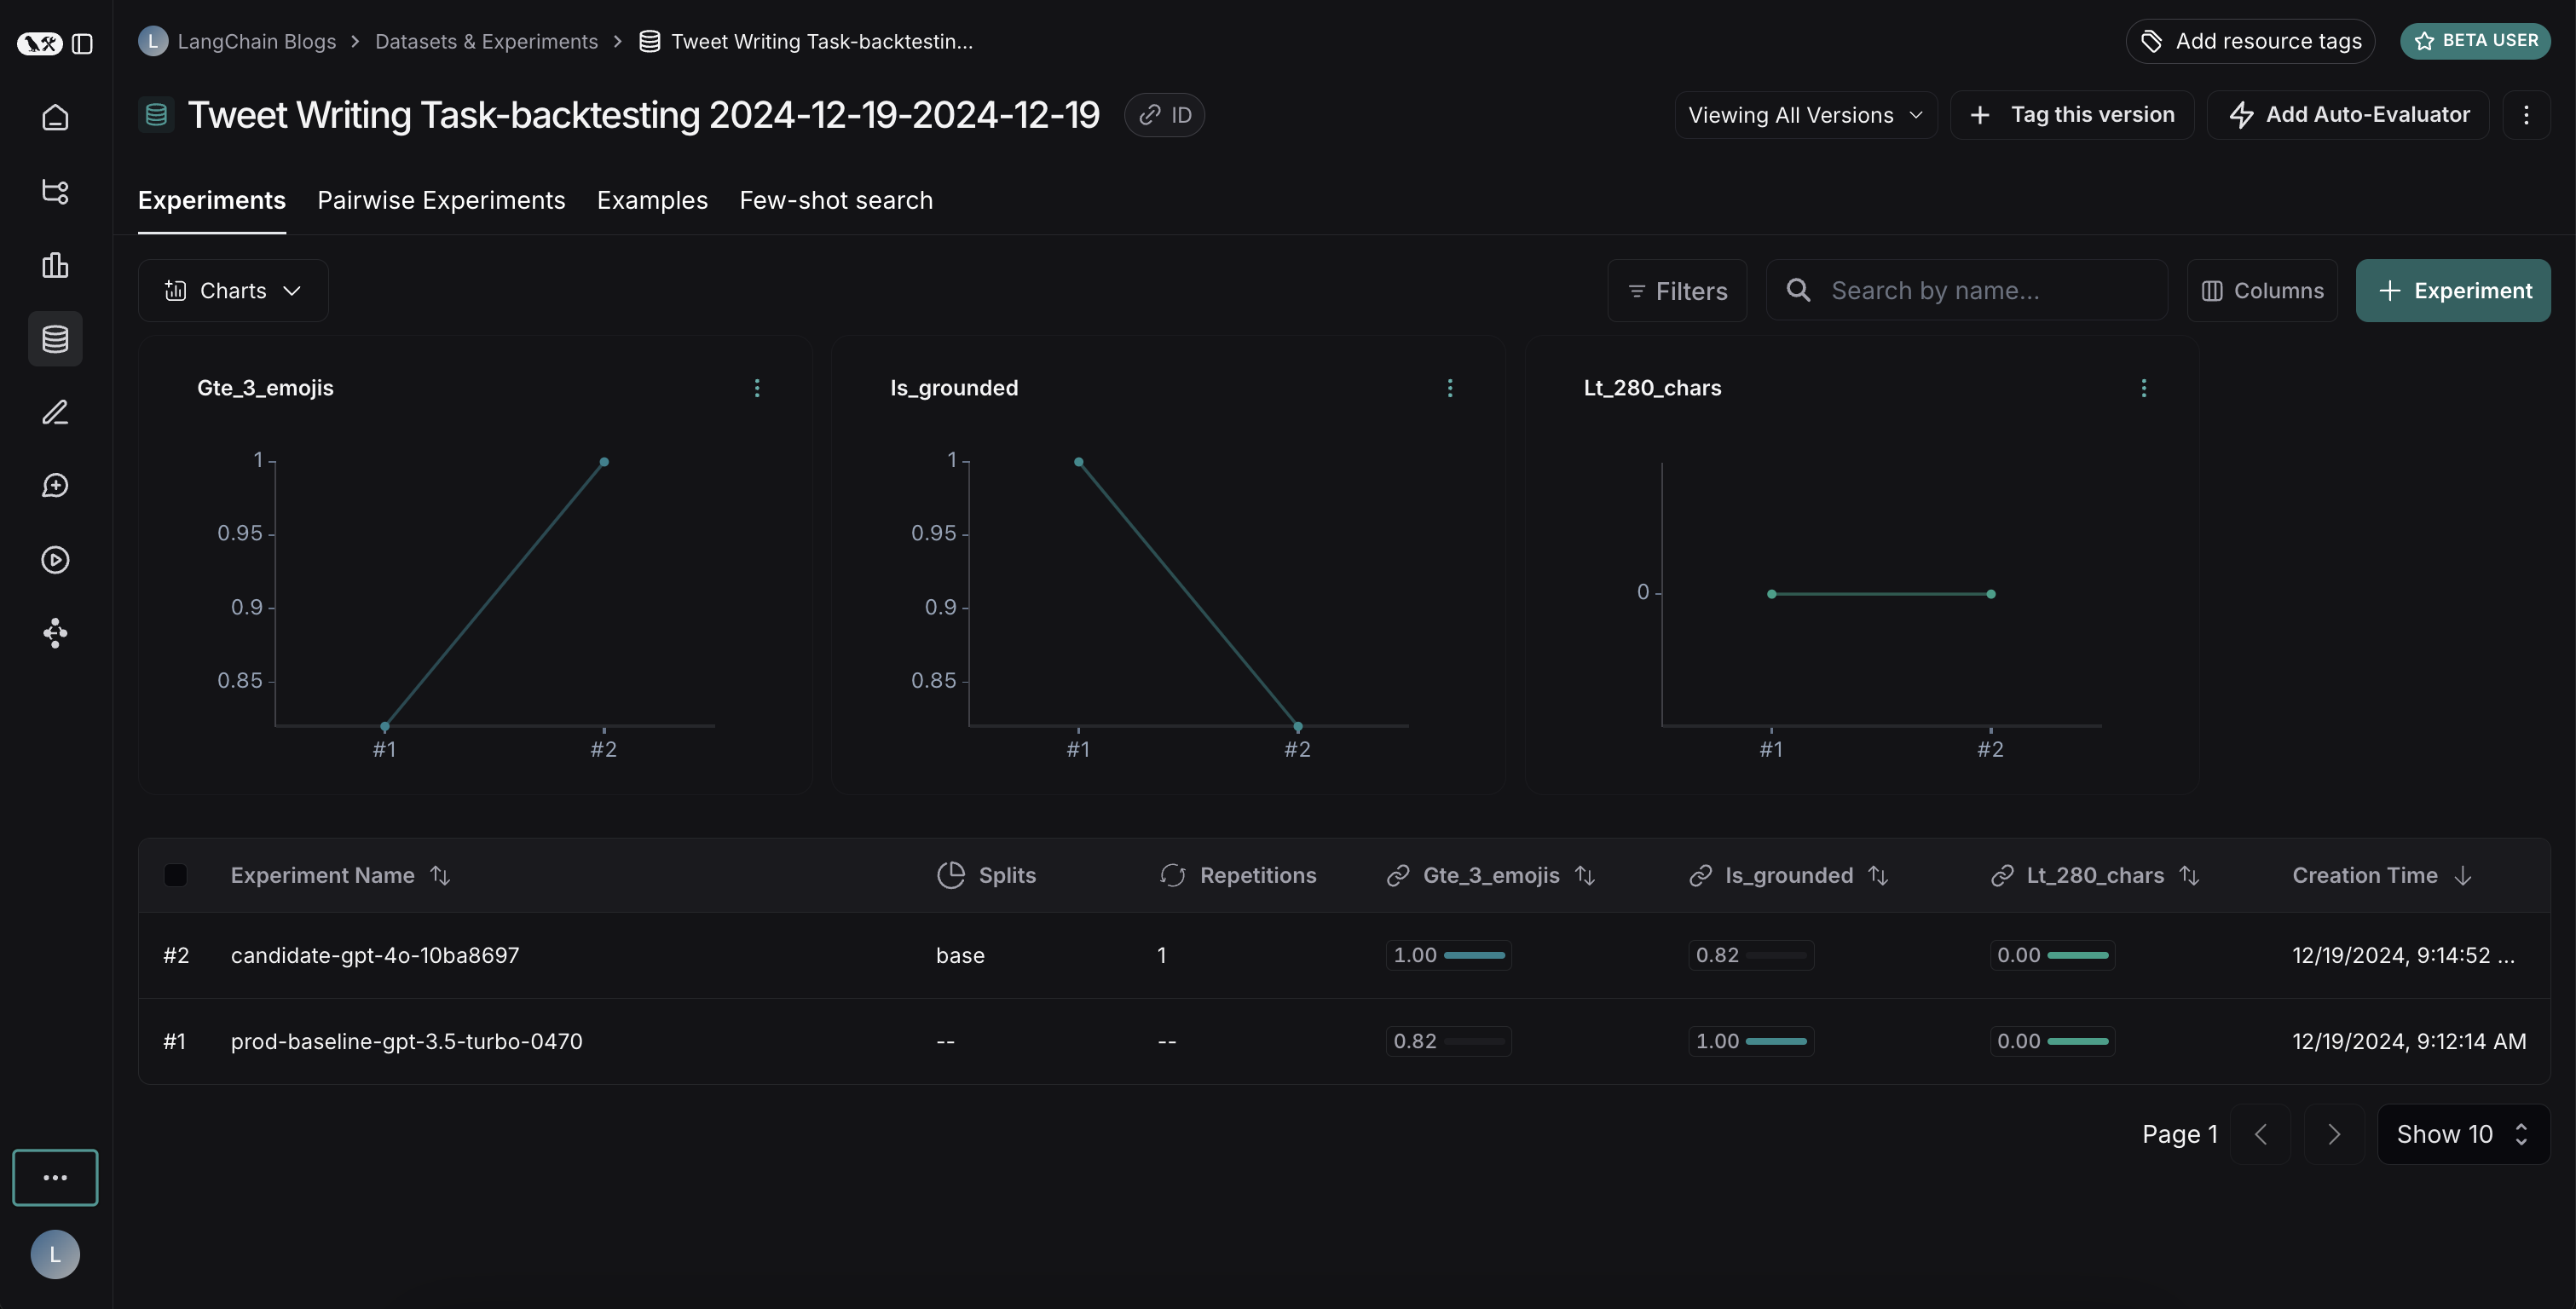 L LangChain Blogs > Datasets & Experiments > Tweet Writing Task-backtestin...
Add resource tags
BETA USER
Tweet Writing Task-backtesting 2024-12-19-2024-12-19
ID
Viewing All Versions
+ Tag this version
Add Auto-Evaluator
Experiments
Pairwise Experiments
Examples
Few-shot search
Charts
Filters
Search by name...
Columns
+ Experiment
Gte_3_emojis
1
0.95
0.9
0.85
#1
#2
Is_grounded
1
0.95
0.9
0.85
#1
#2
Lt_280_chars
0
#1
#2
Experiment Name
Splits
Repetitions
Gte_3_emojis
Is_grounded
Lt_280_chars
Creation Time
#2 candidate-gpt-4o-10ba8697 base 1 1.00 0.82 0.00 12/19/2024, 9:14:52 ...
#1 prod-baseline-gpt-3.5-turbo-0470 -- -- 0.82 1.00 0.00 12/19/2024, 9:12:14 AM
Page 1
Show 10
L